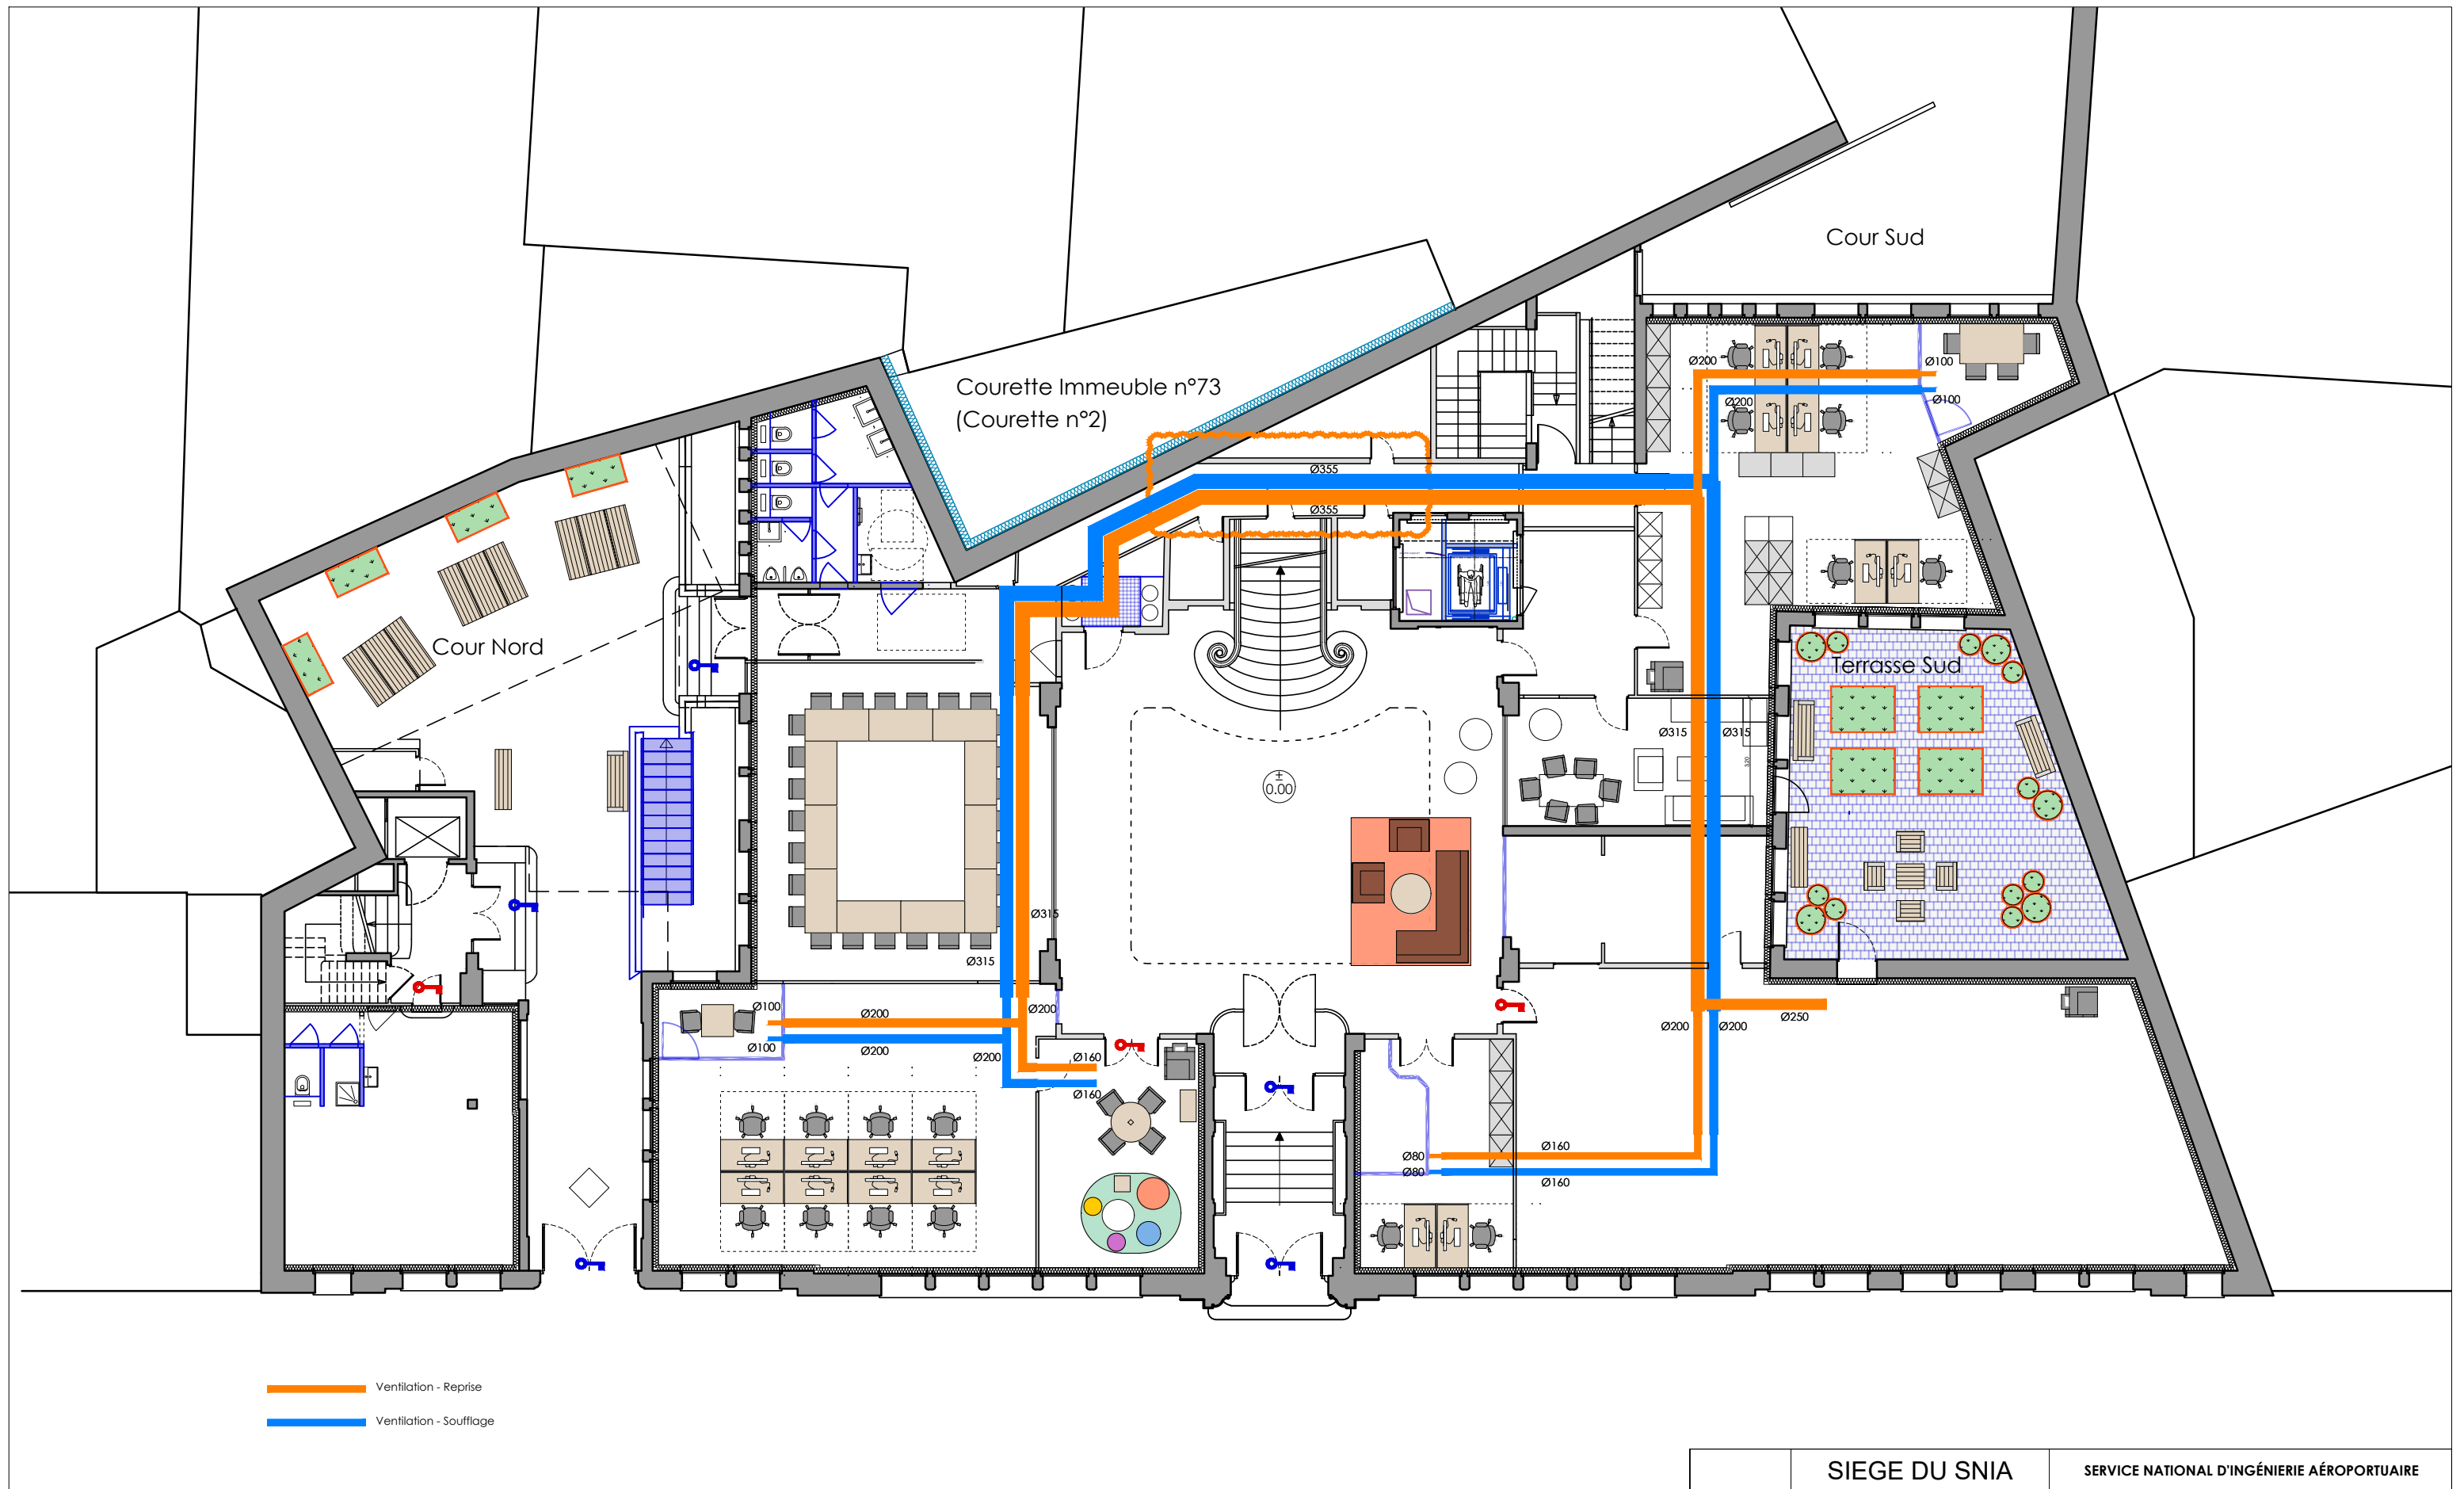 Cour Sud
Ø200
Ø100
Ø200
Ø100
Courette Immeuble n°73
(Courette n°2)
Ø355
Ø355
Cour Nord
Terrasse Sud
Ø315
Ø315
3,20
±
0.00
Ø315
Ø315
Ø100
Ø200
Ø200
Ø100
Ø200
Ø200
Ø160
Ø160
Ø200
Ø200
Ø250
Ø160
Ø80
Ø80
Ø160
Ventilation - Reprise
Ventilation - Soufflage
SIEGE DU SNIA
SERVICE NATIONAL D'INGÉNIERIE AÉROPORTUAIRE